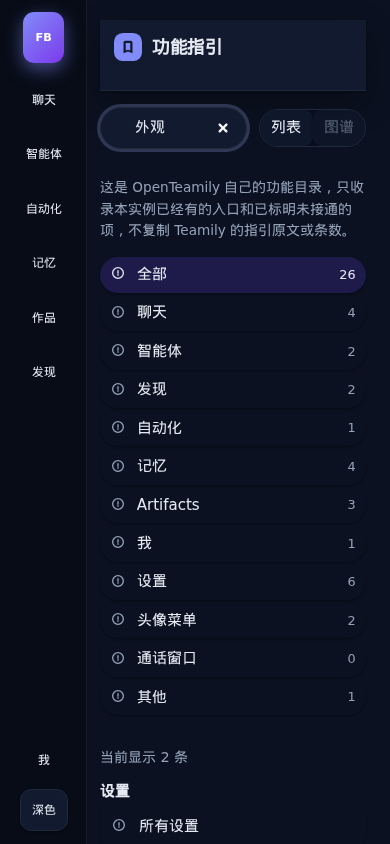 FB
聊天
智能体
自动化
记忆
作品
发现
我
深色
功能指引
外观
列表 图谱
这是 OpenTeamily 自己的功能目录，只收
录本实例已经有的入口和已标明未接通的
项，不复制 Teamily 的指引原文或条数。
全部 26
聊天 4
智能体 2
发现 2
自动化 1
记忆 4
Artifacts 3
我 1
设置 6
头像菜单 2
通话窗口 0
其他 1
当前显示 2 条
设置
所有设置